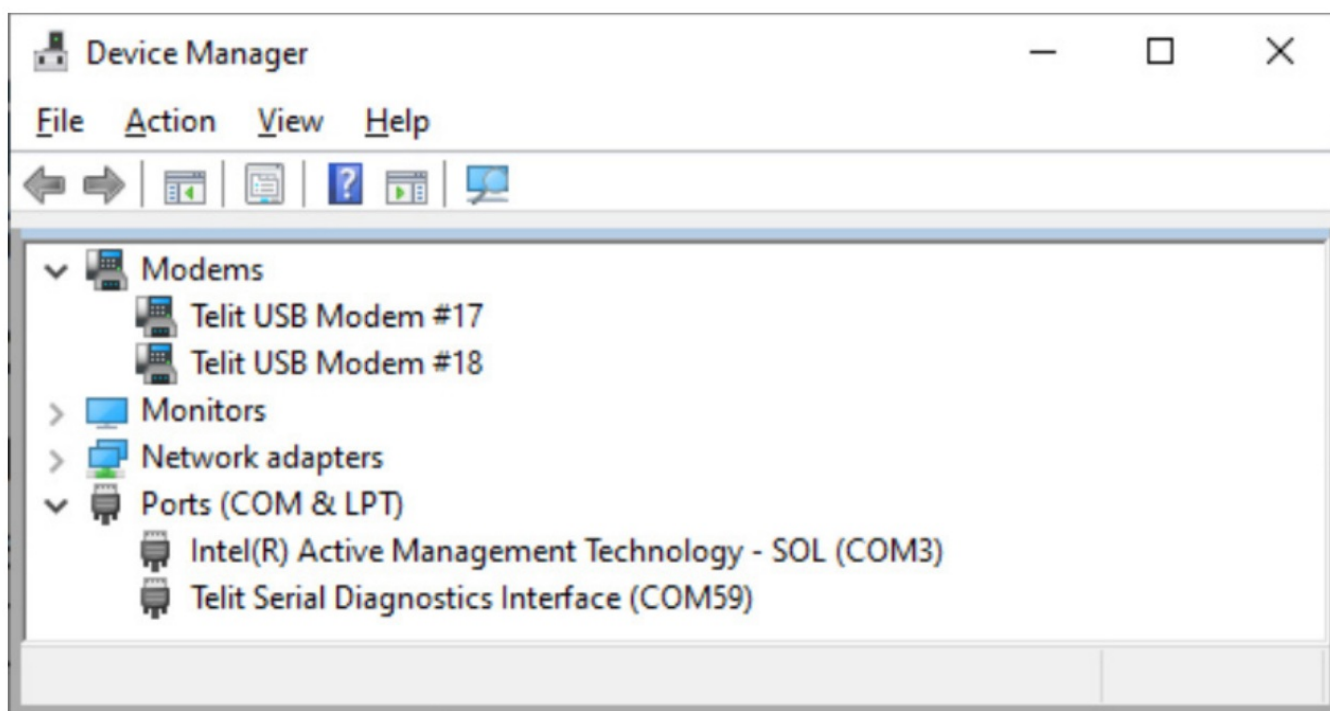 Device Manager
File Action View Help
Modems
Telit USB Modem #17
Telit USB Modem #18
Monitors
Network adapters
Ports (COM & LPT)
Intel(R) Active Management Technology - SOL (COM3)
Telit Serial Diagnostics Interface (COM59)